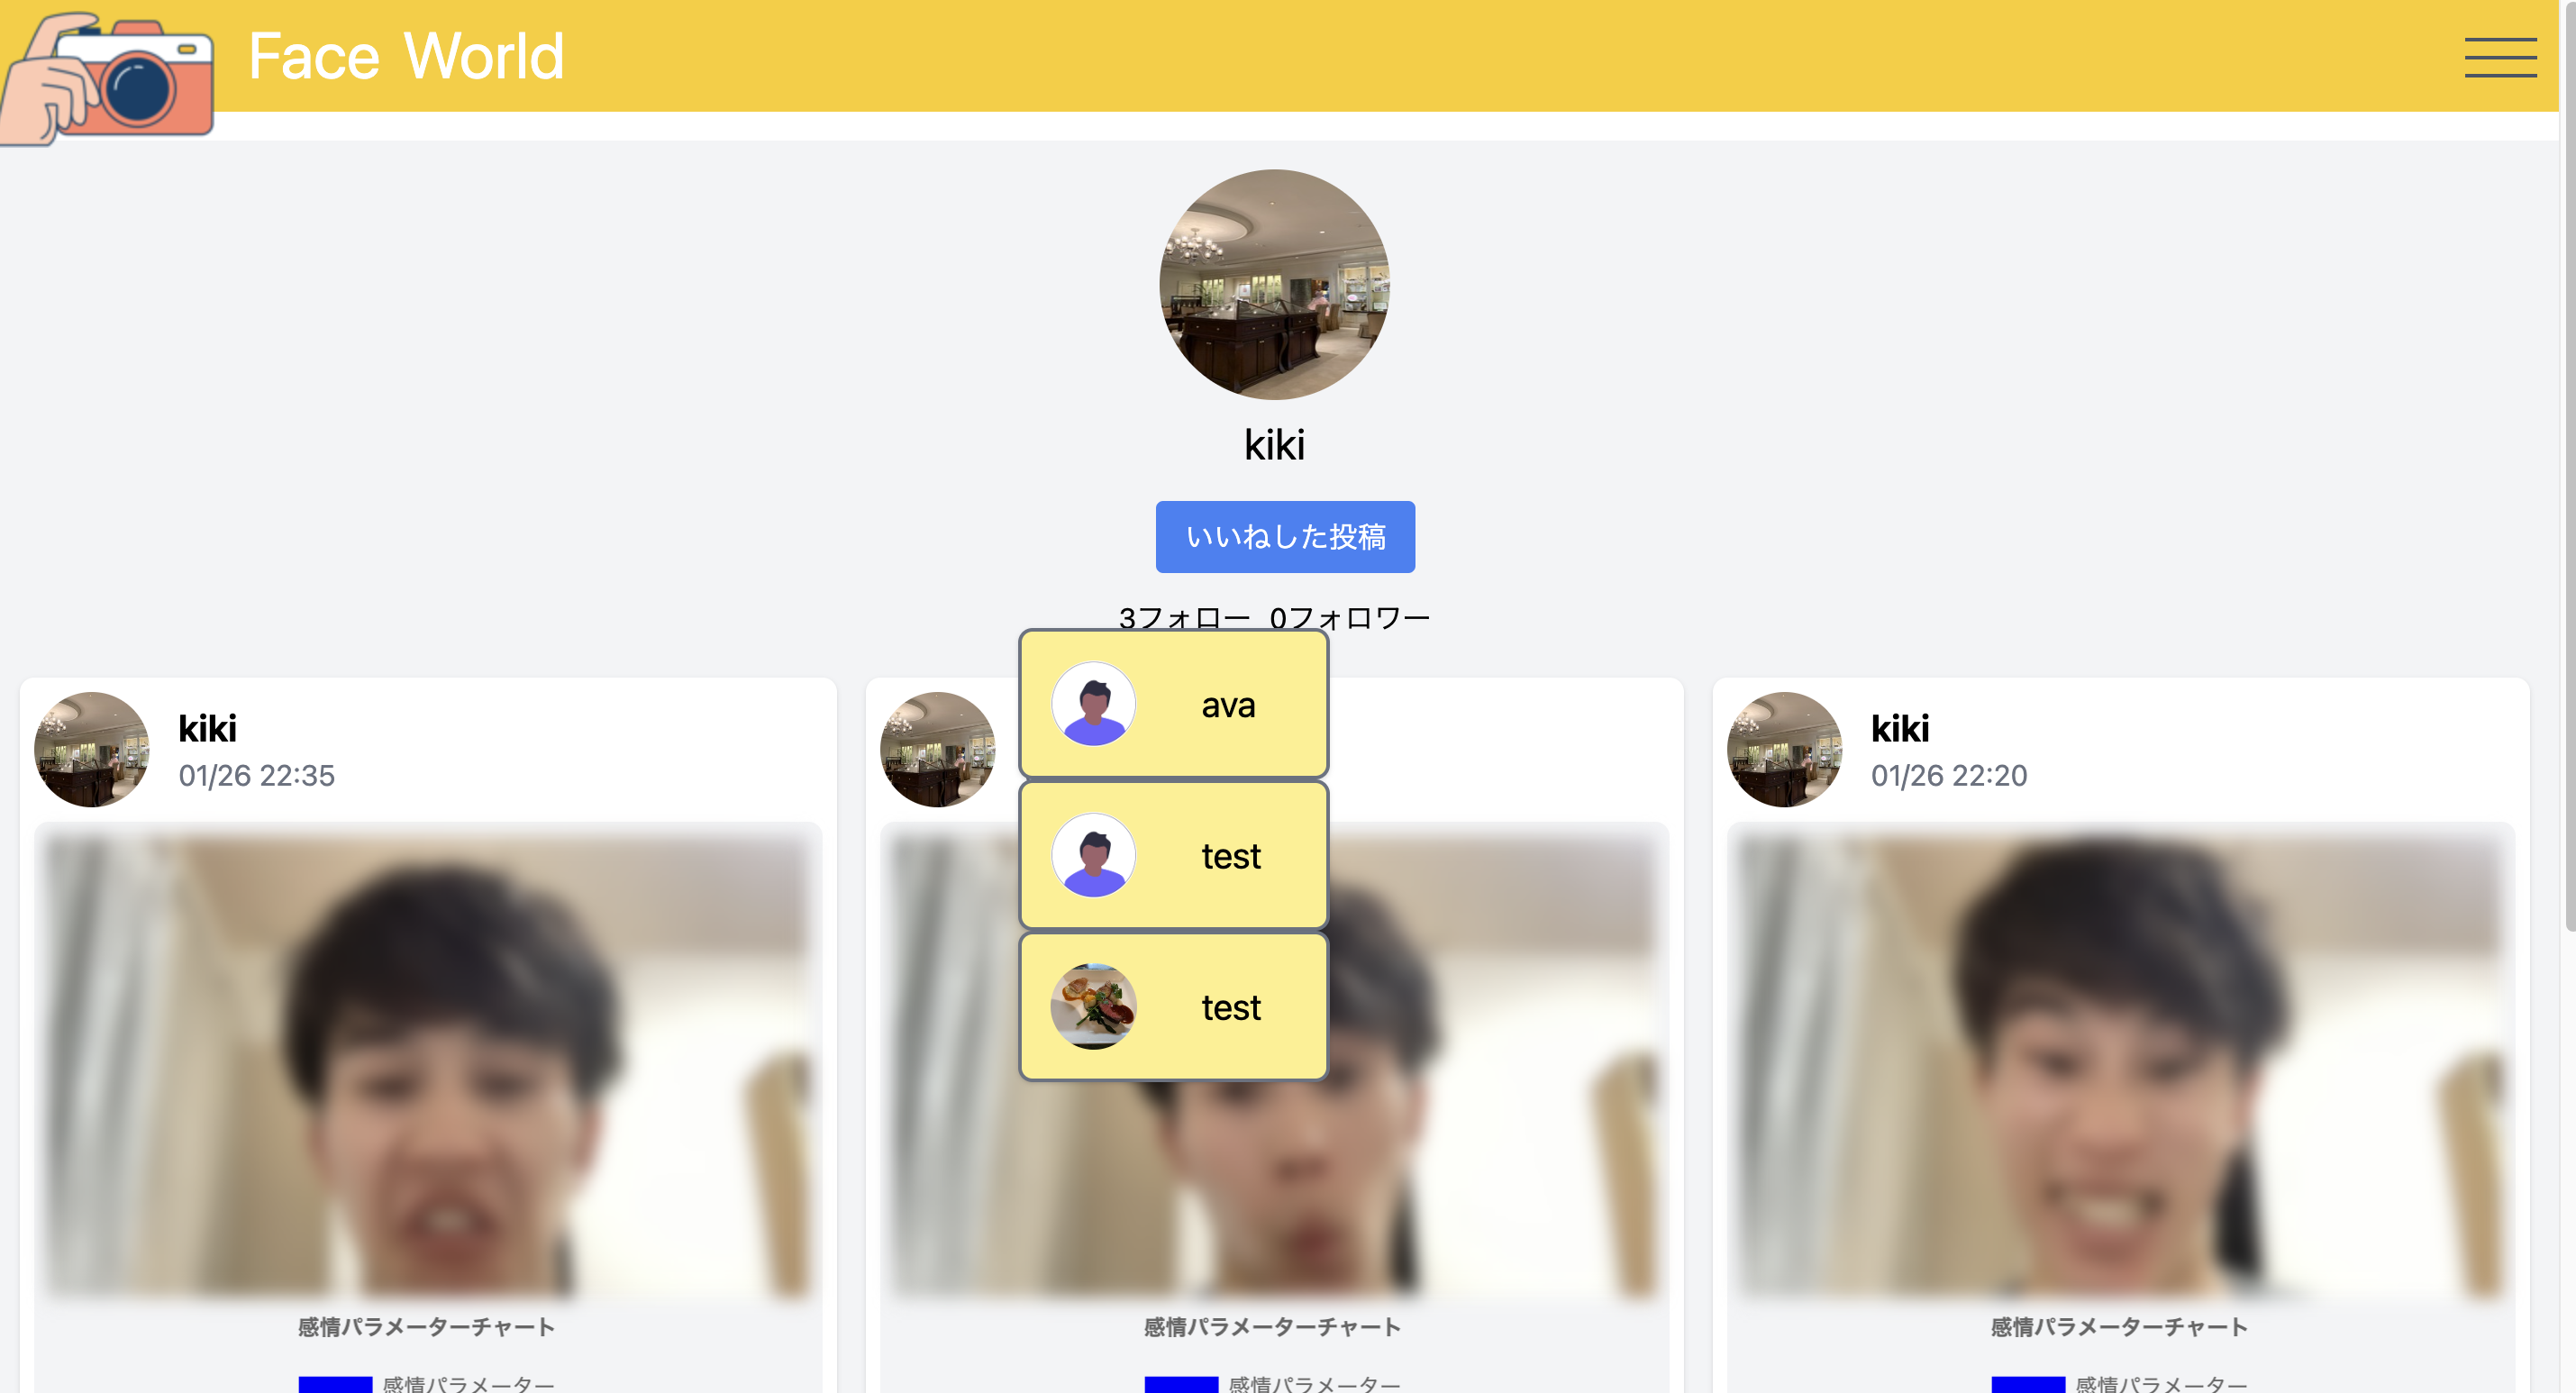 Face World
kiki
いいねした投稿
3フォロー 0フォロワー
ava
test
test
kiki
01/26 22:35
kiki
01/26 22:20
感情パラメーターチャート
感情パラメーターチャート
感情パラメーターチャート
感情パラメーター
感情パラメーター
感情パラメーター